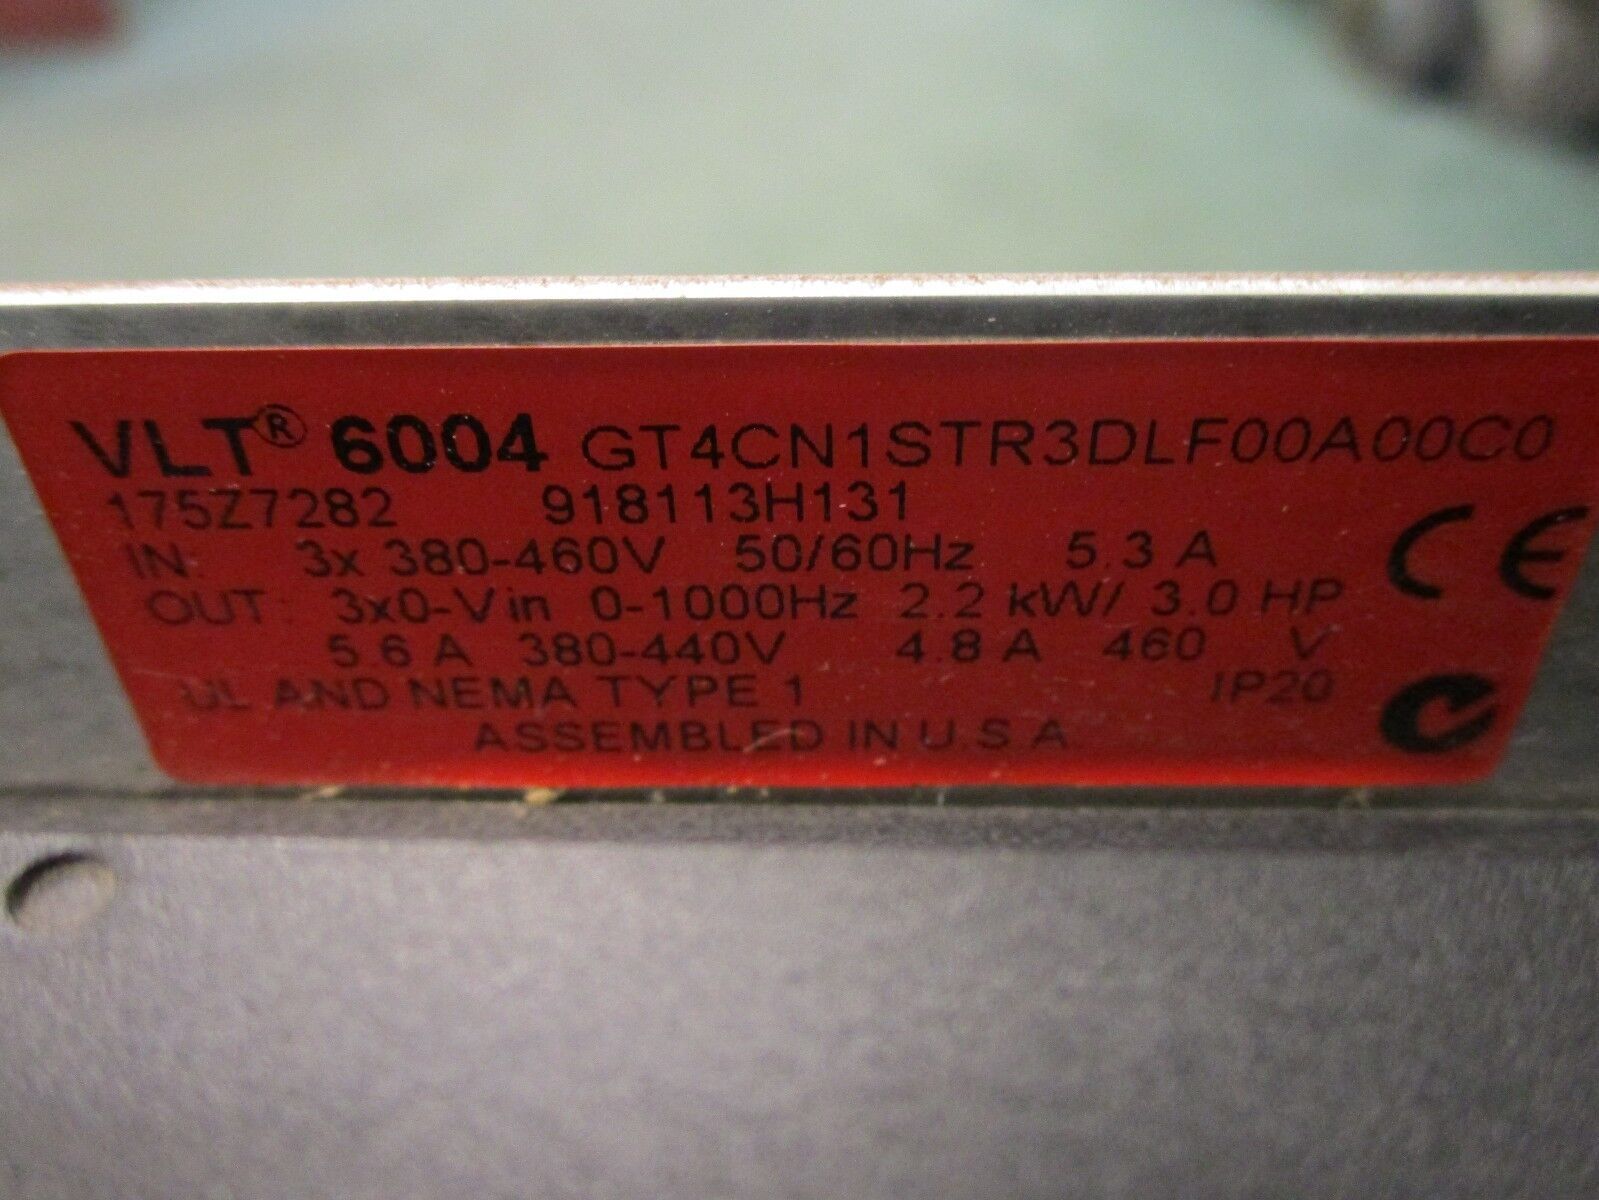 VLT® 6004 GT4CN1STR3DLF00A00C0
175Z7282 918113H131
IN: 3x 380-460V 50/60Hz 5.3 A
OUT: 3x0-Vin 0-1000Hz 2.2 kW/ 3.0 HP
5.6 A 380-440V 4.8 A 460 V
UL AND NEMA TYPE 1 IP20
ASSEMBLED IN U.S.A
CE